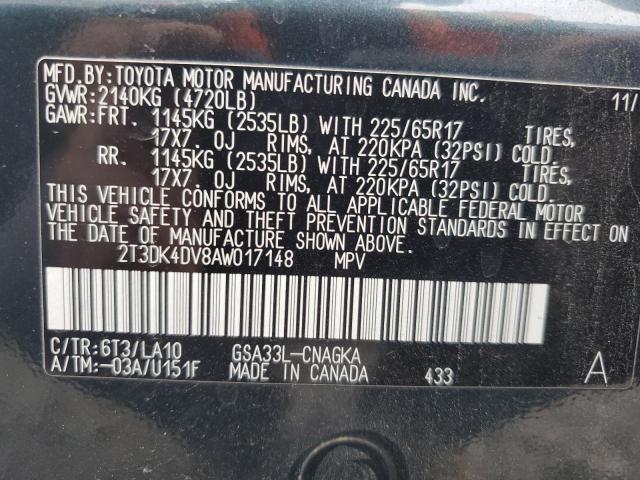 MFD.BY:TOYOTA MOTOR MANUFACTURING CANADA INC. 11/
GVWR:2140KG (4720LB)
GAWR:FRT. 1145KG (2535LB) WITH 225/65R17 TIRES,
17X7.0J RIMS, AT 220KPA (32PSI) COLD.
RR. 1145KG (2535LB) WITH 225/65R17 TIRES,
17X7.0J RIMS, AT 220KPA (32PSI) COLD.
THIS VEHICLE CONFORMS TO ALL APPLICABLE FEDERAL MOTOR
VEHICLE SAFETY AND THEFT PREVENTION STANDARDS IN EFFECT ON
THE DATE OF MANUFACTURE SHOWN ABOVE.
2T3DK4DV8AW017148 MPV
C/TR:6T3/LA10 GSA33L-CNAGKA
A/TM:-03A/U151F MADE IN CANADA 433 A